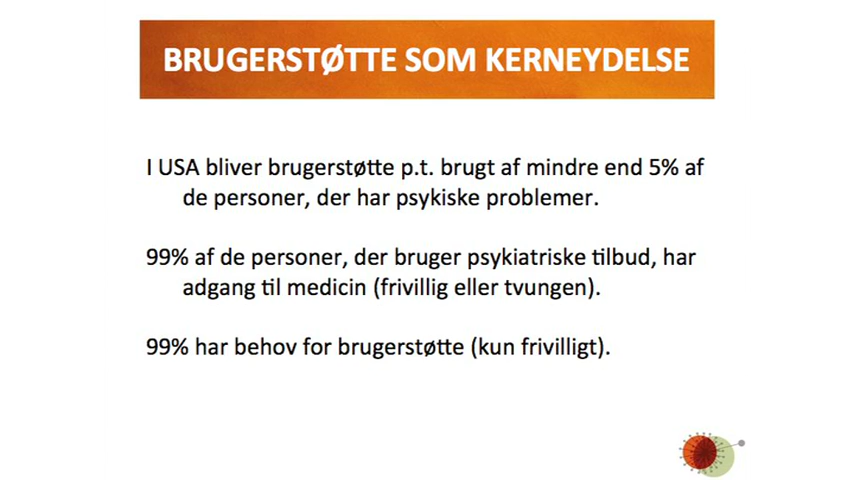 BRUGERSTØTTE SOM KERNEYDELSE
I USA bliver brugerstøtte p.t. brugt af mindre end 5% af
de personer, der har psykiske problemer.
99% af de personer, der bruger psykiatriske tilbud, har
adgang til medicin (frivillig eller tvungen).
99% har behov for brugerstøtte (kun frivilligt).